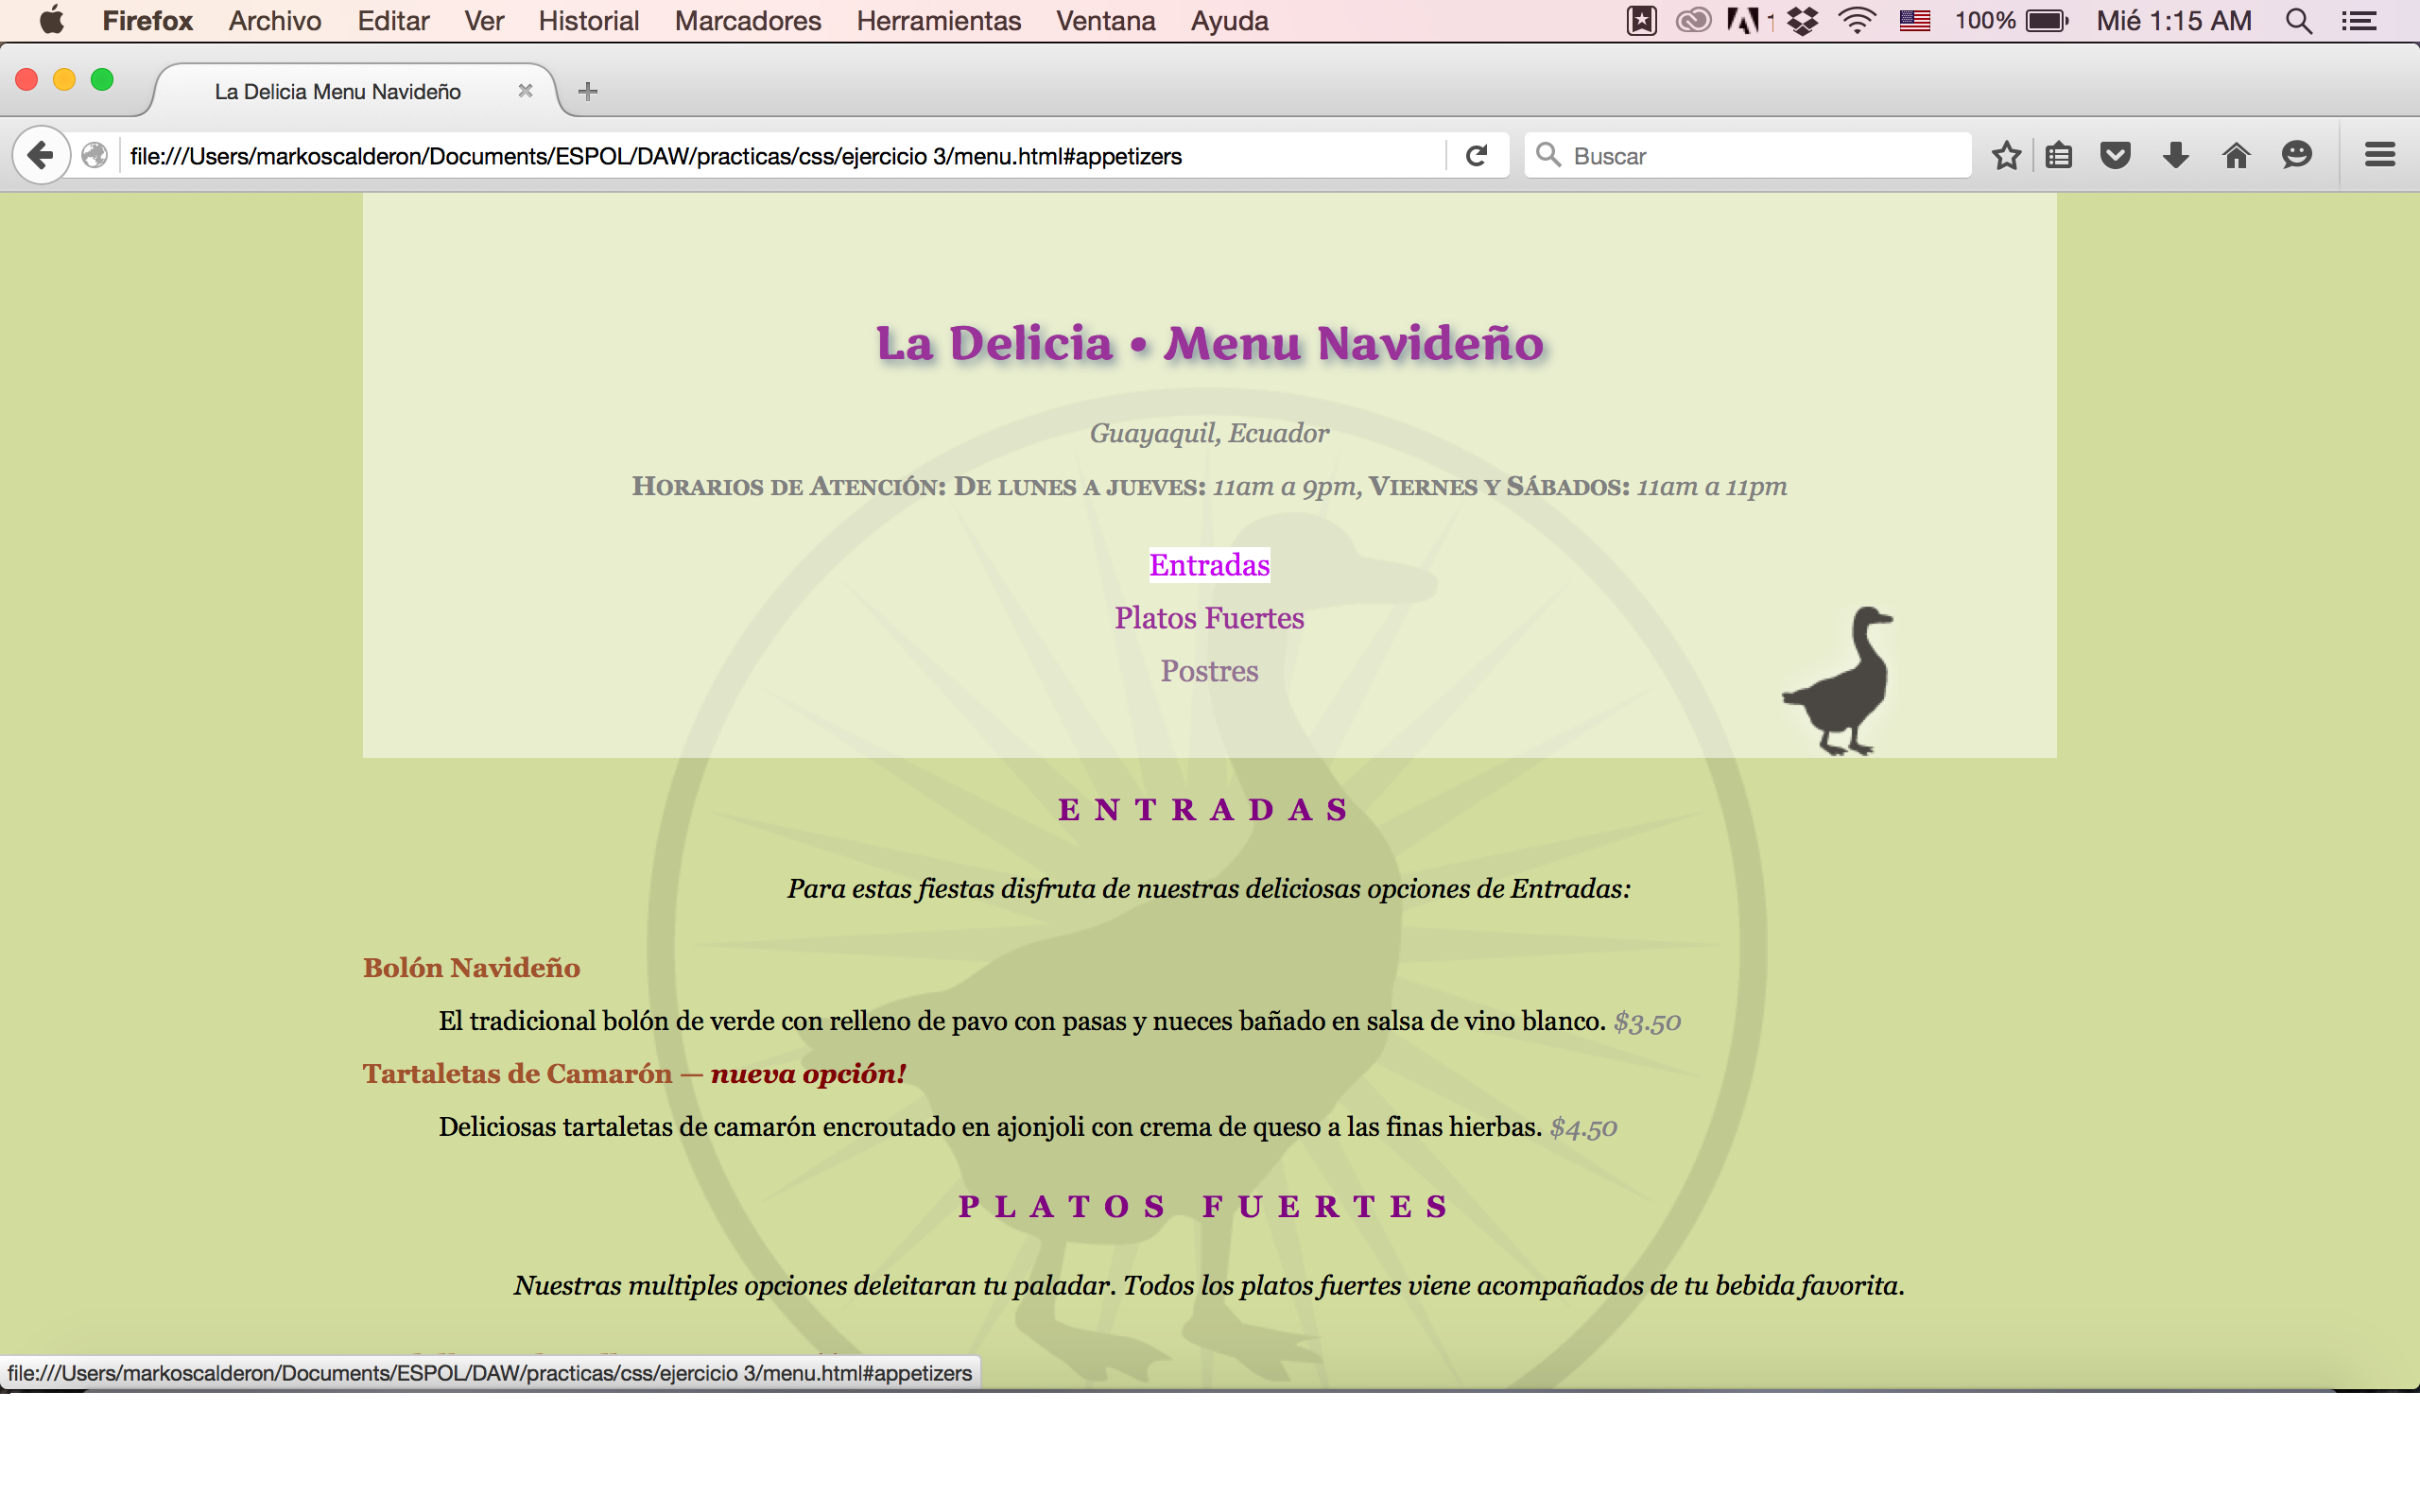 Firefox Archivo Editar Ver Historial Marcadores Herramientas Ventana Ayuda 100% Mié 1:15 AM
La Delicia Menu Navideño
file:///Users/markoscalderon/Documents/ESPOL/DAW/practicas/css/ejercicio 3/menu.html#appetizers Buscar
La Delicia • Menu Navideño
Guayaquil, Ecuador
Horarios de Atención: De lunes a jueves: 11am a 9pm, Viernes y Sábados: 11am a 11pm
Entradas
Platos Fuertes
Postres
ENTRADAS
Para estas fiestas disfruta de nuestras deliciosas opciones de Entradas:
Bolón Navideño
El tradicional bolón de verde con relleno de pavo con pasas y nueces bañado en salsa de vino blanco. $3.50
Tartaletas de Camarón — nueva opción!
Deliciosas tartaletas de camarón encroutado en ajonjoli con crema de queso a las finas hierbas. $4.50
PLATOS FUERTES
Nuestras multiples opciones deleitaran tu paladar. Todos los platos fuertes viene acompañados de tu bebida favorita.
file:///Users/markoscalderon/Documents/ESPOL/DAW/practicas/css/ejercicio 3/menu.html#appetizers